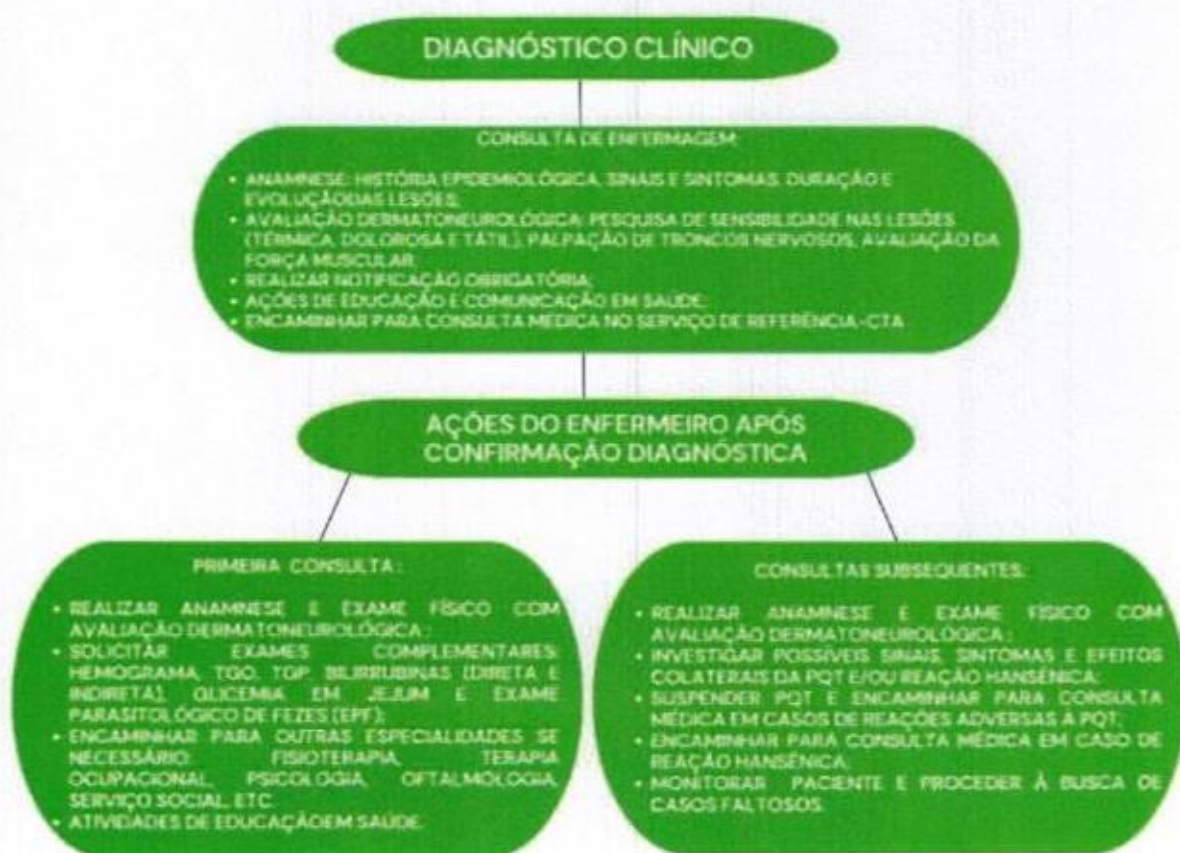 DIAGNÓSTICO CLÍNICO
CONSULTA DE ENFERMAGEM:
• ANAMNESE: HISTÓRIA EPIDEMIOLÓGICA, SINAIS E SINTOMAS, DURAÇÃO E
EVOLUÇÃODAS LESÕES;
• AVALIAÇÃO DERMATONEUROLÓGICA: PESQUISA DE SENSIBILIDADE NAS LESÕES
(TÉRMICA, DOLOROSA E TÁTIL), PALPAÇÃO DE TRONCOS NERVOSOS, AVALIAÇÃO DA
FORÇA MUSCULAR;
• REALIZAR NOTIFICAÇÃO OBRIGATÓRIA;
• AÇÕES DE EDUCAÇÃO E COMUNICAÇÃO EM SAÚDE;
• ENCAMINHAR PARA CONSULTA MÉDICA NO SERVIÇO DE REFERÊNCIA-CTA
AÇÕES DO ENFERMEIRO APÓS
CONFIRMAÇÃO DIAGNÓSTICA
PRIMEIRA CONSULTA:
• REALIZAR ANAMNESE E EXAME FÍSICO COM
AVALIAÇÃO DERMATONEUROLÓGICA;
• SOLICITAR EXAMES COMPLEMENTARES:
HEMOGRAMA, TGO, TGP, BILIRRUBINAS (DIRETA E
INDIRETA), GLICEMIA EM JEJUM E EXAME
PARASITOLÓGICO DE FEZES (EPF);
• ENCAMINHAR PARA OUTRAS ESPECIALIDADES SE
NECESSÁRIO: FISIOTERAPIA, TERAPIA
OCUPACIONAL, PSICOLOGIA, OFTALMOLOGIA,
SERVIÇO SOCIAL, ETC.
• ATIVIDADES DE EDUCAÇÃOEM SAÚDE.
CONSULTAS SUBSEQUENTES:
• REALIZAR ANAMNESE E EXAME FÍSICO COM
AVALIAÇÃO DERMATONEUROLÓGICA;
• INVESTIGAR POSSÍVEIS SINAIS, SINTOMAS E EFEITOS
COLATERAIS DA PQT E/OU REAÇÃO HANSÊNICA;
• SUSPENDER PQT E ENCAMINHAR PARA CONSULTA
MÉDICA EM CASOS DE REAÇÕES ADVERSAS À PQT;
• ENCAMINHAR PARA CONSULTA MÉDICA EM CASO DE
REAÇÃO HANSÊNICA;
• MONITORAR PACIENTE E PROCEDER À BUSCA DE
CASOS FALTOSOS.